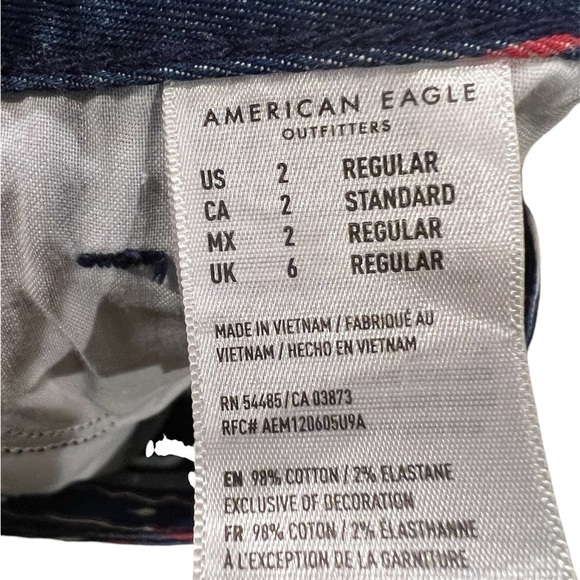 AMERICAN EAGLE
OUTFITTERS
US 2 REGULAR
CA 2 STANDARD
MX 2 REGULAR
UK 6 REGULAR
MADE IN VIETNAM / FABRIQUÉ AU
VIETNAM / HECHO EN VIETNAM
RN 54485 / CA 03873
RFC# AEM120605U9A
EN 98% COTTON / 2% ELASTANE
EXCLUSIVE OF DECORATION
FR 98% COTON / 2% ÉLASTHANNE
À L'EXCEPTION DE LA GARNITURE